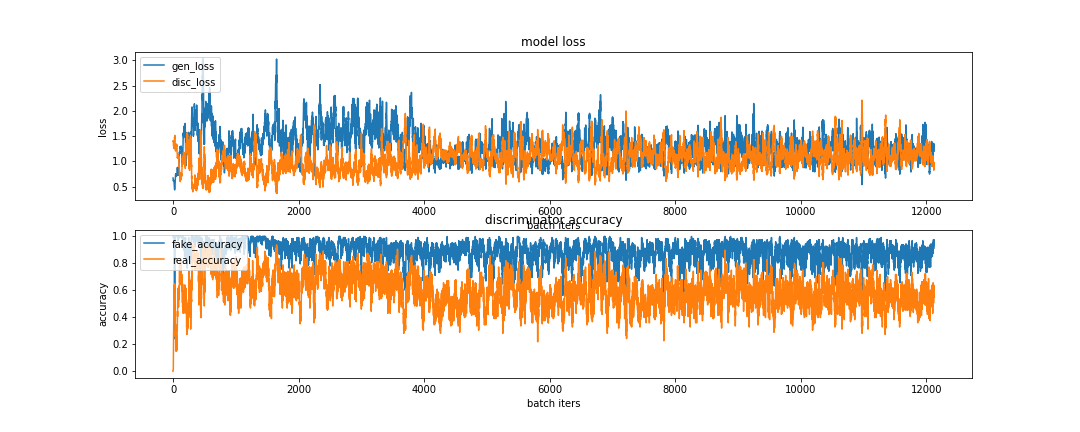 model loss
3.0
2.5
2.0
1.5
1.0
0.5
loss
gen_loss
disc_loss
0
2000
4000
6000
8000
10000
12000
batch iters
discriminator accuracy
1.0
0.8
0.6
0.4
0.2
0.0
accuracy
fake_accuracy
real_accuracy
0
2000
4000
6000
8000
10000
12000
batch iters